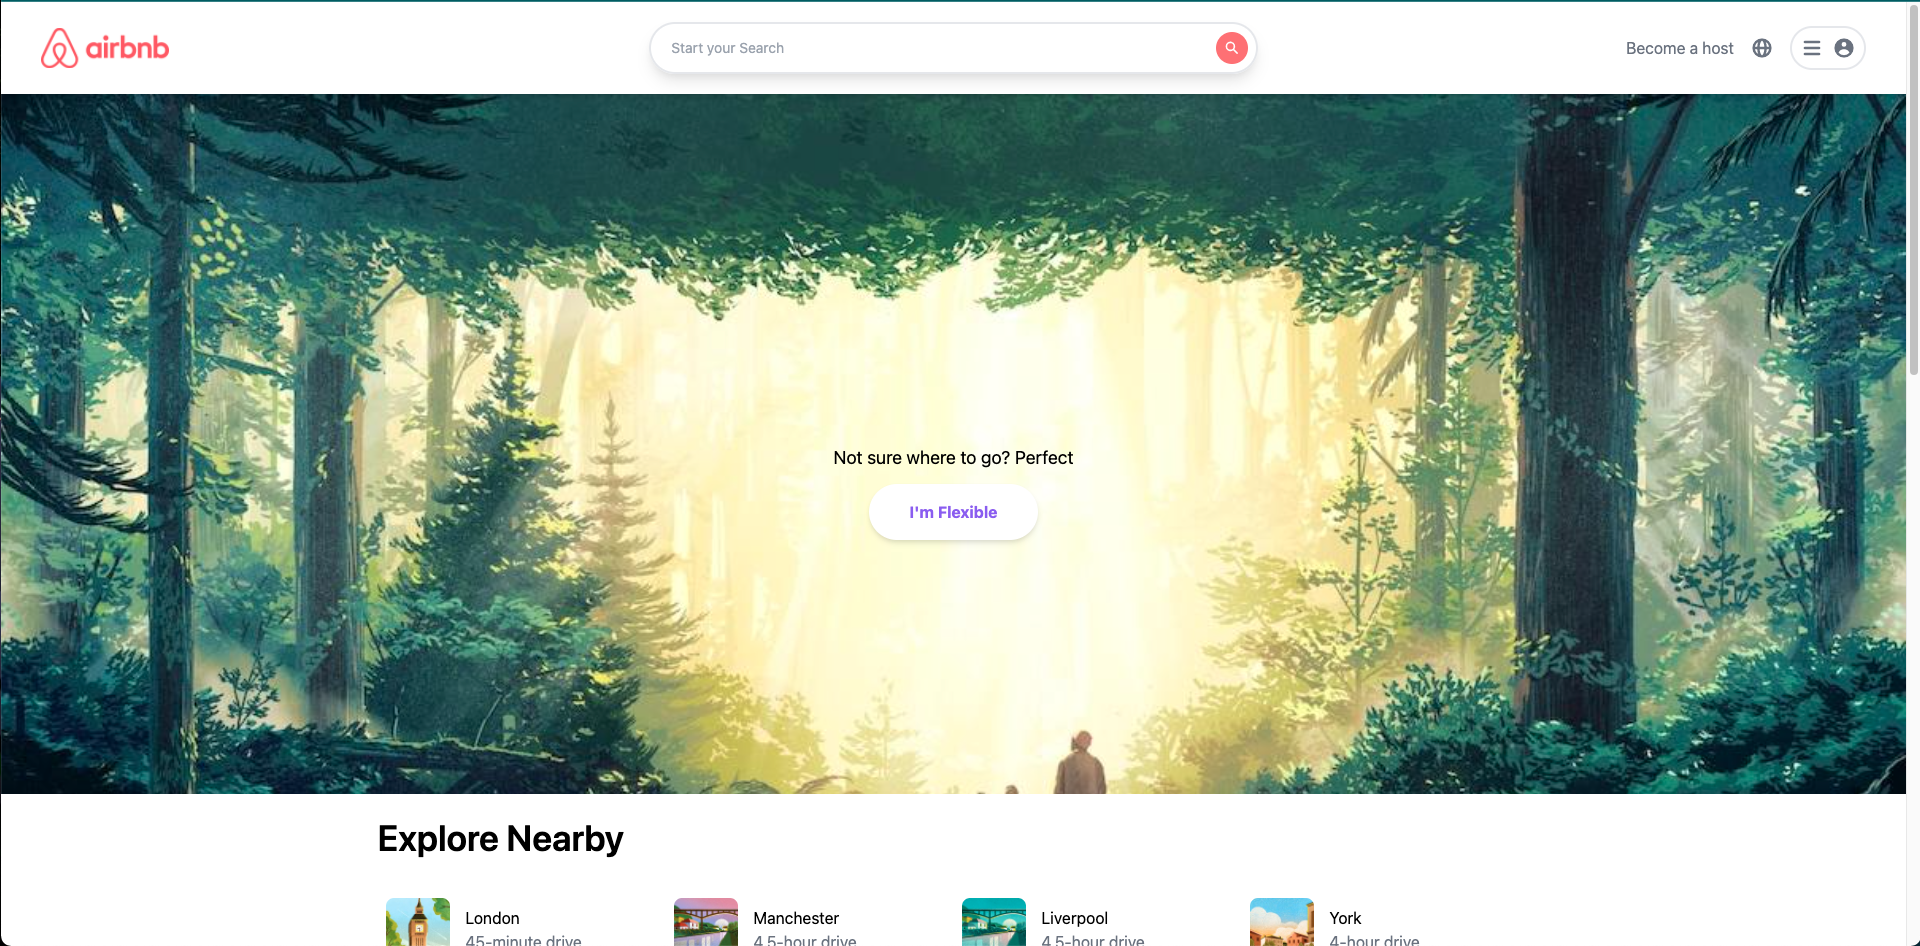 airbnb
Start your Search
Become a host
Not sure where to go? Perfect
I'm Flexible
Explore Nearby
London
45-minute drive
Manchester
4.5-hour drive
Liverpool
4.5-hour drive
York
4-hour drive